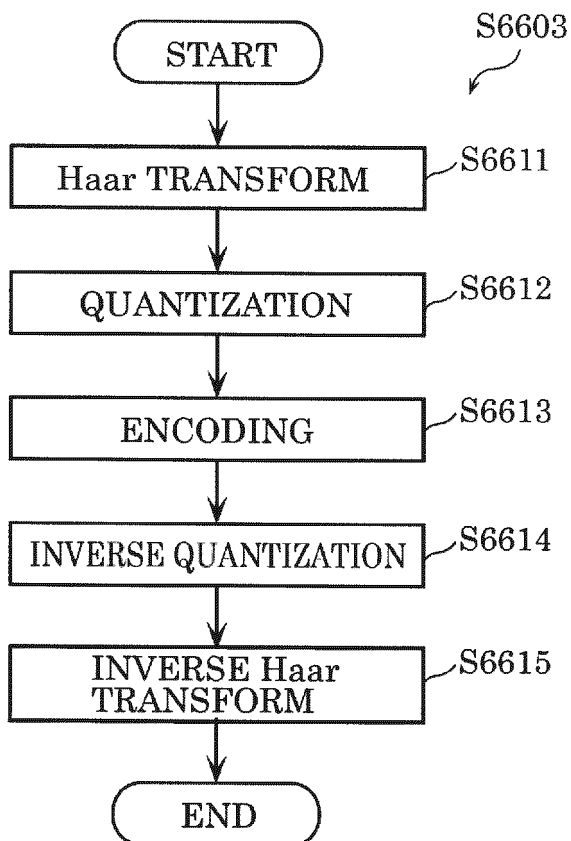 S6603
START
Haar TRANSFORM
S6611
QUANTIZATION
S6612
ENCODING
S6613
INVERSE QUANTIZATION
S6614
INVERSE Haar
TRANSFORM
S6615
END